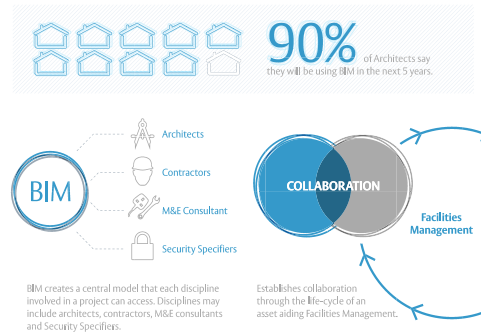 90% of Architects say
they will be using BIM in the next 5 years.
BIM
Architects
Contractors
M&E Consultant
Security Specifiers
BIM creates a central model that each discipline
involved in a project can access. Disciplines may
include architects, contractors, M&E consultants
and Security Specifiers.
COLLABORATION
Facilities
Management
Establishes collaboration
through the life-cycle of an
asset aiding Facilities Management.